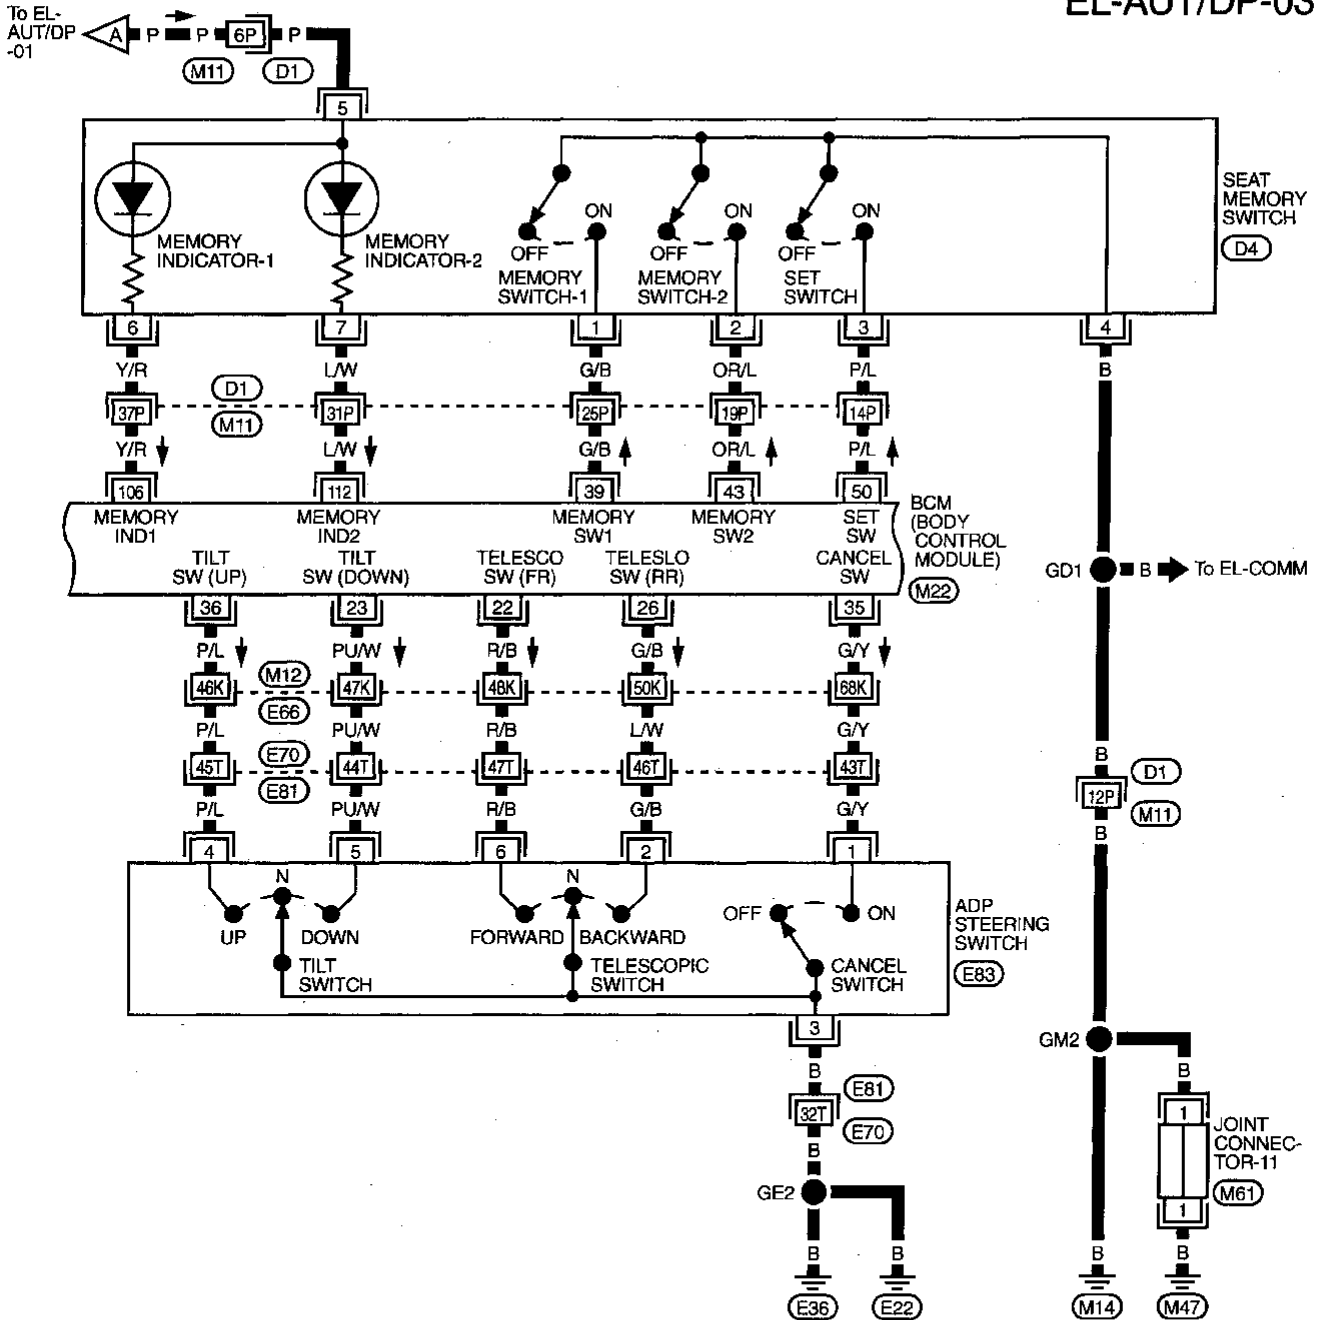 EL-AUT/DP-03
To EL-
AUT/DP
-01
A P P 6P P
M11 D1
5
SEAT
MEMORY
SWITCH
D4
ON ON ON
OFF OFF OFF
MEMORY
INDICATOR-1
MEMORY
INDICATOR-2
MEMORY
SWITCH-1
MEMORY
SWITCH-2
SET
SWITCH
6 7 1 2 3 4
Y/R L/W G/B OR/L P/L B
D1
37P 31P 25P 19P 14P
M11
Y/R L/W G/B OR/L P/L
106 112 39 43 50
BCM
(BODY
CONTROL
MODULE)
M22
MEMORY
IND1
MEMORY
IND2
MEMORY
SW1
MEMORY
SW2
SET
SW
TILT
SW (UP)
TILT
SW (DOWN)
TELESCO
SW (FR)
TELESLO
SW (RR)
CANCEL
SW
GD1 B To EL-COMM
36 23 22 26 35
P/L PU/W R/B G/B G/Y
M12
46K 47K 48K 50K 68K
E66
P/L PU/W R/B L/W G/Y
E70
45T 44T 47T 46T 43T
E81
P/L PU/W R/B G/B G/Y
B
D1
12P
M11
B
4 5 6 2 1
N N
OFF ON
UP DOWN FORWARD BACKWARD
TILT
SWITCH
TELESCOPIC
SWITCH
CANCEL
SWITCH
ADP
STEERING
SWITCH
E83
3
B
E81
32T
E70
B
GE2
B B
E36 E22
GM2
B
1
JOINT
CONNEC-
TOR-11
M61
1
B B
M14 M47